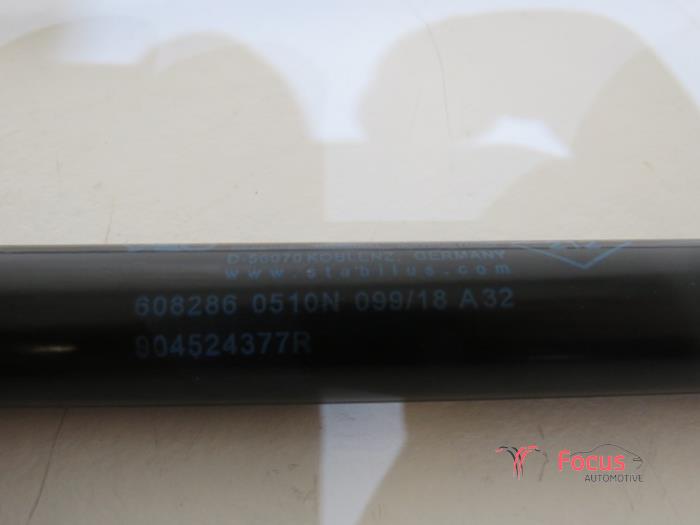 D-56070 KOBLENZ, GERMANY
www.stabilus.com
608286 0510N 099/18 A32
904524377R
Focus
AUTOMOTIVE